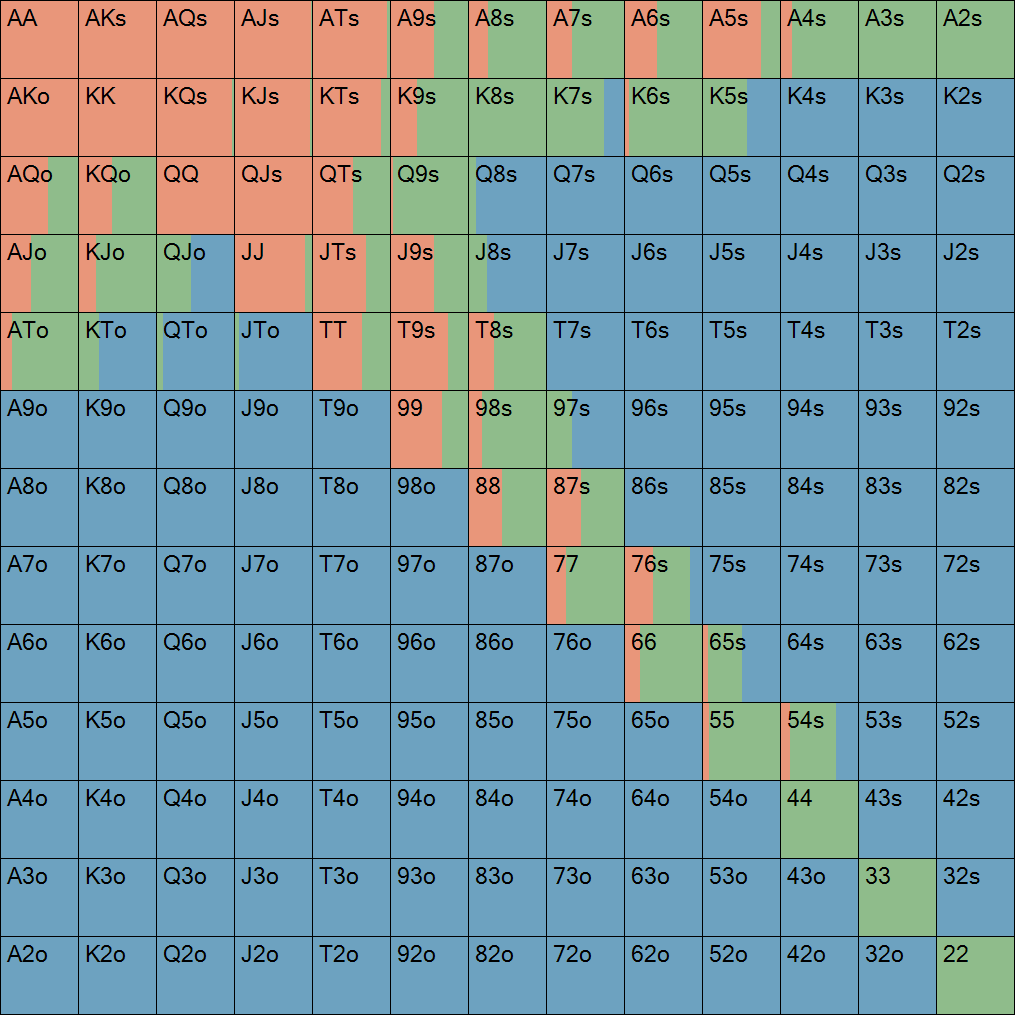 AA AKs AQs AJs ATs A9s A8s A7s A6s A5s A4s A3s A2s
AKo KK KQs KJs KTs K9s K8s K7s K6s K5s K4s K3s K2s
AQo KQo QQ QJs QTs Q9s Q8s Q7s Q6s Q5s Q4s Q3s Q2s
AJo KJo QJo JJ JTs J9s J8s J7s J6s J5s J4s J3s J2s
ATo KTo QTo JTo TT T9s T8s T7s T6s T5s T4s T3s T2s
A9o K9o Q9o J9o T9o 99 98s 97s 96s 95s 94s 93s 92s
A8o K8o Q8o J8o T8o 98o 88 87s 86s 85s 84s 83s 82s
A7o K7o Q7o J7o T7o 97o 87o 77 76s 75s 74s 73s 72s
A6o K6o Q6o J6o T6o 96o 86o 76o 66 65s 64s 63s 62s
A5o K5o Q5o J5o T5o 95o 85o 75o 65o 55 54s 53s 52s
A4o K4o Q4o J4o T4o 94o 84o 74o 64o 54o 44 43s 42s
A3o K3o Q3o J3o T3o 93o 83o 73o 63o 53o 43o 33 32s
A2o K2o Q2o J2o T2o 92o 82o 72o 62o 52o 42o 32o 22